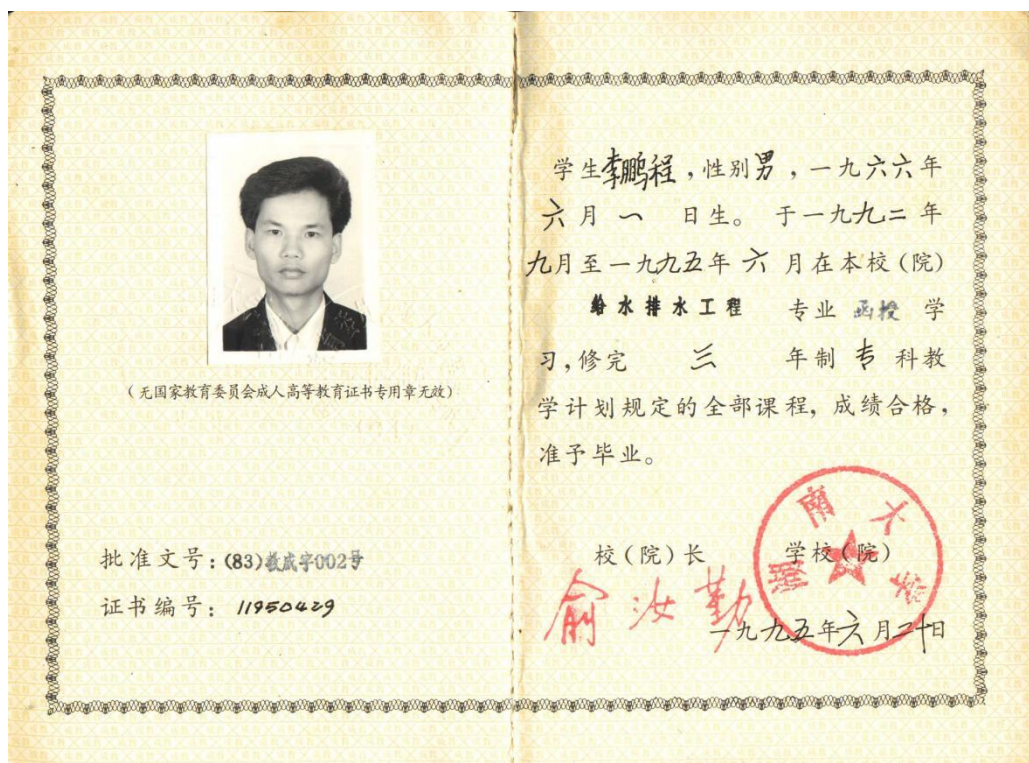 (无国家教育委员会成人高等教育证书专用章无效)
批准文号:(83)教成字002号
证书编号: 11950429
学生李鹏程,性别男,一九六六年
六月一 日生。于一九九二年
九月至一九九五年六月在本校(院)
给水排水工程 专业 函授 学
习,修完 三 年制专科教
学计划规定的全部课程,成绩合格,
准予毕业。
校(院)长 学校(院)
俞汝勤
湖南大学
一九九五年六月二十日